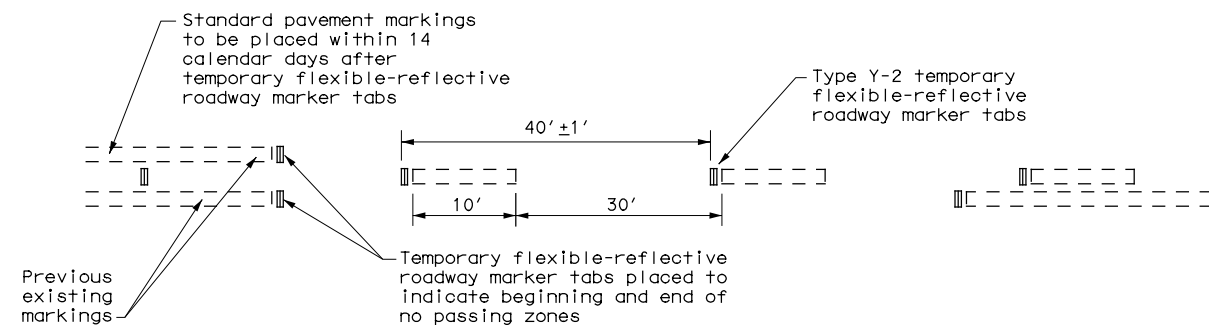 Standard pavement markings
to be placed within 14
calendar days after
temporary flexible-reflective
roadway marker tabs
Type Y-2 temporary
flexible-reflective
roadway marker tabs
40' ±1'
10'
30'
Previous
existing
markings
Temporary flexible-reflective
roadway marker tabs placed to
indicate beginning and end of
no passing zones